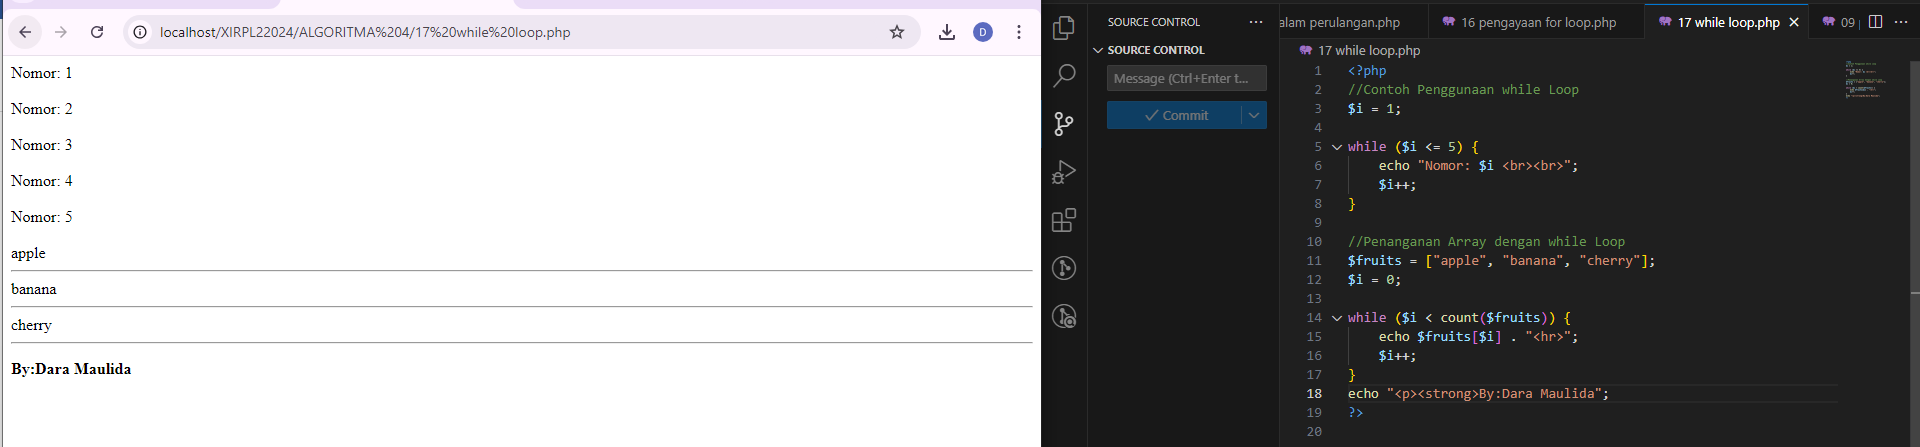 localhost/XIRPL22024/ALGORITMA%204/17%20while%20loop.php
D
Nomor: 1
Nomor: 2
Nomor: 3
Nomor: 4
Nomor: 5
apple
banana
cherry
By:Dara Maulida
SOURCE CONTROL
SOURCE CONTROL
Message (Ctrl+Enter t...
Commit
alam perulangan.php
16 pengayaan for loop.php
17 while loop.php
09
17 while loop.php
1 <?php
2 //Contoh Penggunaan while Loop
3 $i = 1;
4
5 while ($i <= 5) {
6 echo "Nomor: $i <br><br>";
7 $i++;
8 }
9
10 //Penanganan Array dengan while Loop
11 $fruits = ["apple", "banana", "cherry"];
12 $i = 0;
13
14 while ($i < count($fruits)) {
15 echo $fruits[$i] . "<hr>";
16 $i++;
17 }
18 echo "<p><strong>By:Dara Maulida";
19 ?>
20